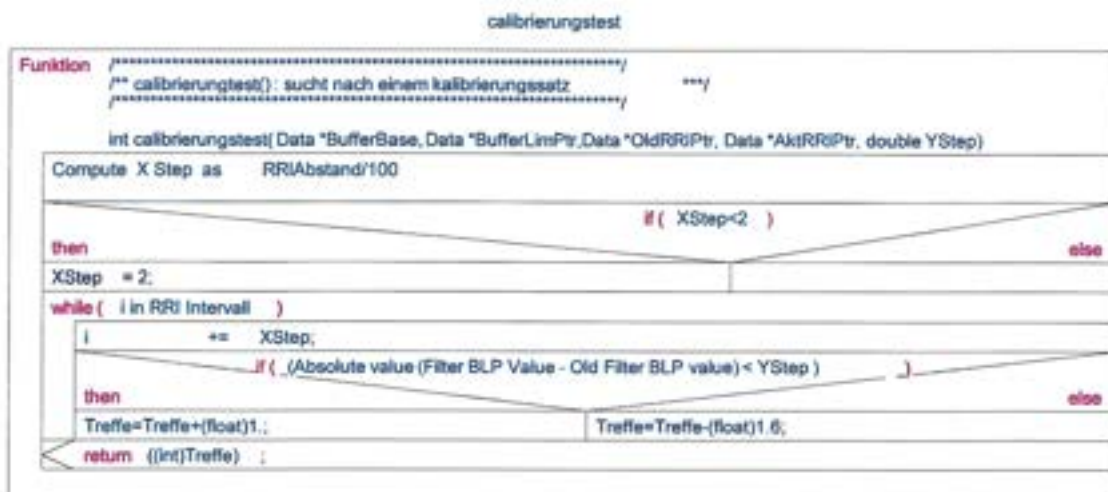 calibrierungstest
Funktion /****************************************************************/
/** calibrierungtest() : sucht nach einem kalibrierungssatz ***/
/****************************************************************/
int calibrierungstest( Data *BufferBase, Data *BufferLimPtr,Data *OldRRIPtr, Data *AktRRIPtr, double YStep)
Compute X Step as RRIAbstand/100
if ( XStep<2 )
then else
XStep = 2;
while ( i in RRI Intervall )
i += XStep;
if ( (Absolute value (Filter BLP Value - Old Filter BLP value) < YStep ) )
then else
Treffe=Treffe+(float)1.; Treffe=Treffe-(float)1.6;
return ((int)Treffe) ;